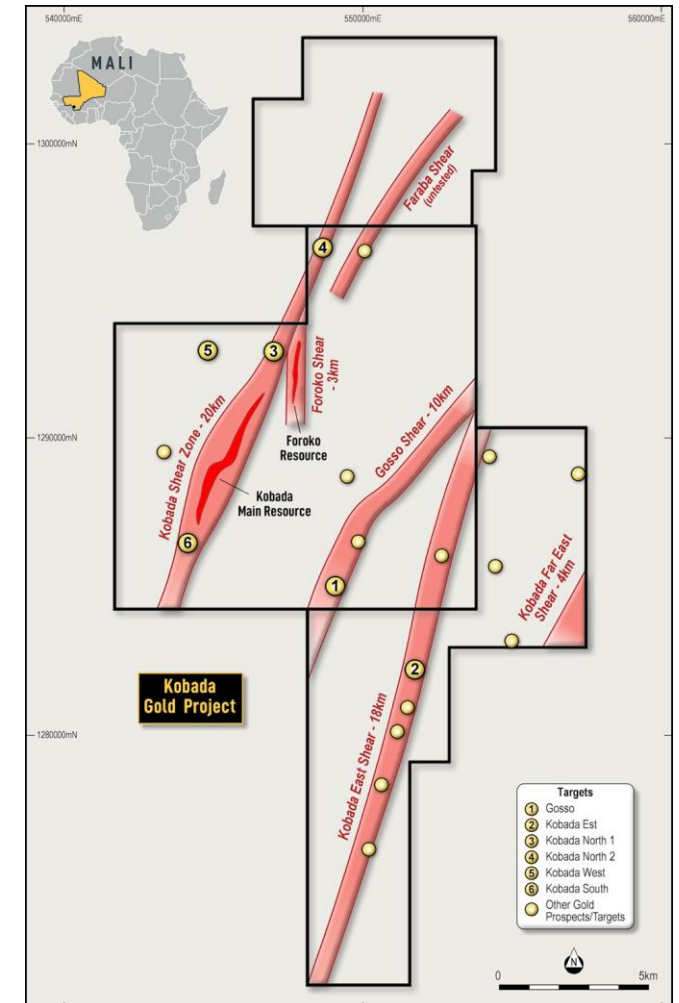 540000mE
550000mE
560000mE
MALI
1300000mN
Faraba Shear
(untested)
4
5
3
Foroko Shear
- 3km
Kobada Shear Zone - 20km
Foroko
Resource
Gosso Shear - 10km
1290000mN
Kobada
Main Resource
6
1
Kobada Far East
Shear - 4km
2
Kobada
Gold Project
Kobada East Shear - 18km
1280000mN
Targets
1 Gosso
2 Kobada Est
3 Kobada North 1
4 Kobada North 2
5 Kobada West
6 Kobada South
Other Gold
Prospects/Targets
N
0
5km